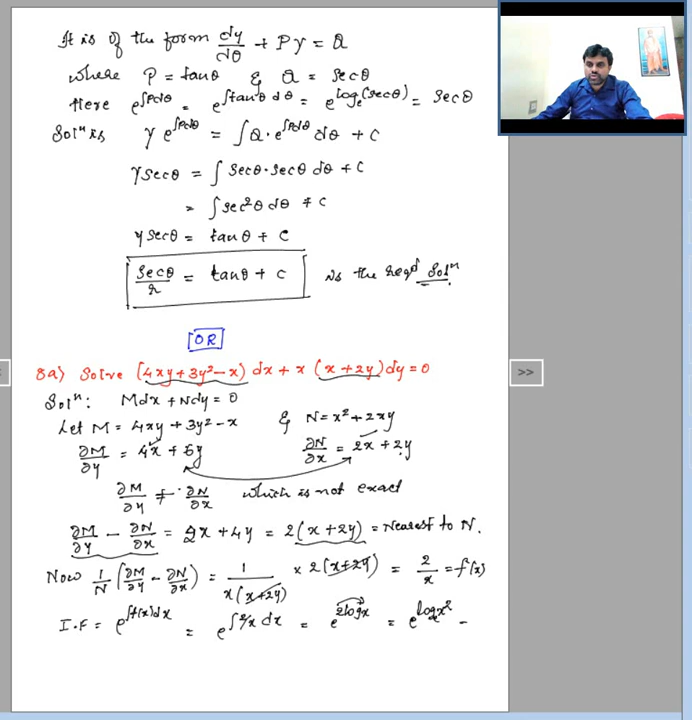 It is of the form dy/dθ + Py = Q
where P = tanθ & Q = secθ
Here e^∫Pdθ = e^∫tanθ dθ = e^logₑ(secθ) = secθ
Solⁿ is y e^∫Pdθ = ∫Q·e^∫Pdθ dθ + C
y secθ = ∫ secθ·secθ dθ + C
= ∫ sec²θ dθ + C
y secθ = tanθ + C
secθ/r = tanθ + C is the reqd Solⁿ.
[OR]
8a) Solve (4xy+3y²-x) dx + x (x+2y) dy = 0
Solⁿ: Mdx + Ndy = 0
Let M = 4xy + 3y² - x & N = x² + 2xy
∂M/∂y = 4x + 6y ∂N/∂x = 2x + 2y
∂M/∂y ≠ ∂N/∂x which is not exact
∂M/∂y - ∂N/∂x = 2x + 4y = 2(x+2y) = Nearest to N.
Now 1/N (∂M/∂y - ∂N/∂x) = 1/x(x+2y) × 2(x+2y) = 2/x = f(x)
I.F = e^∫f(x)dx = e^∫2/x dx = e^2logx = e^logx² =
>>